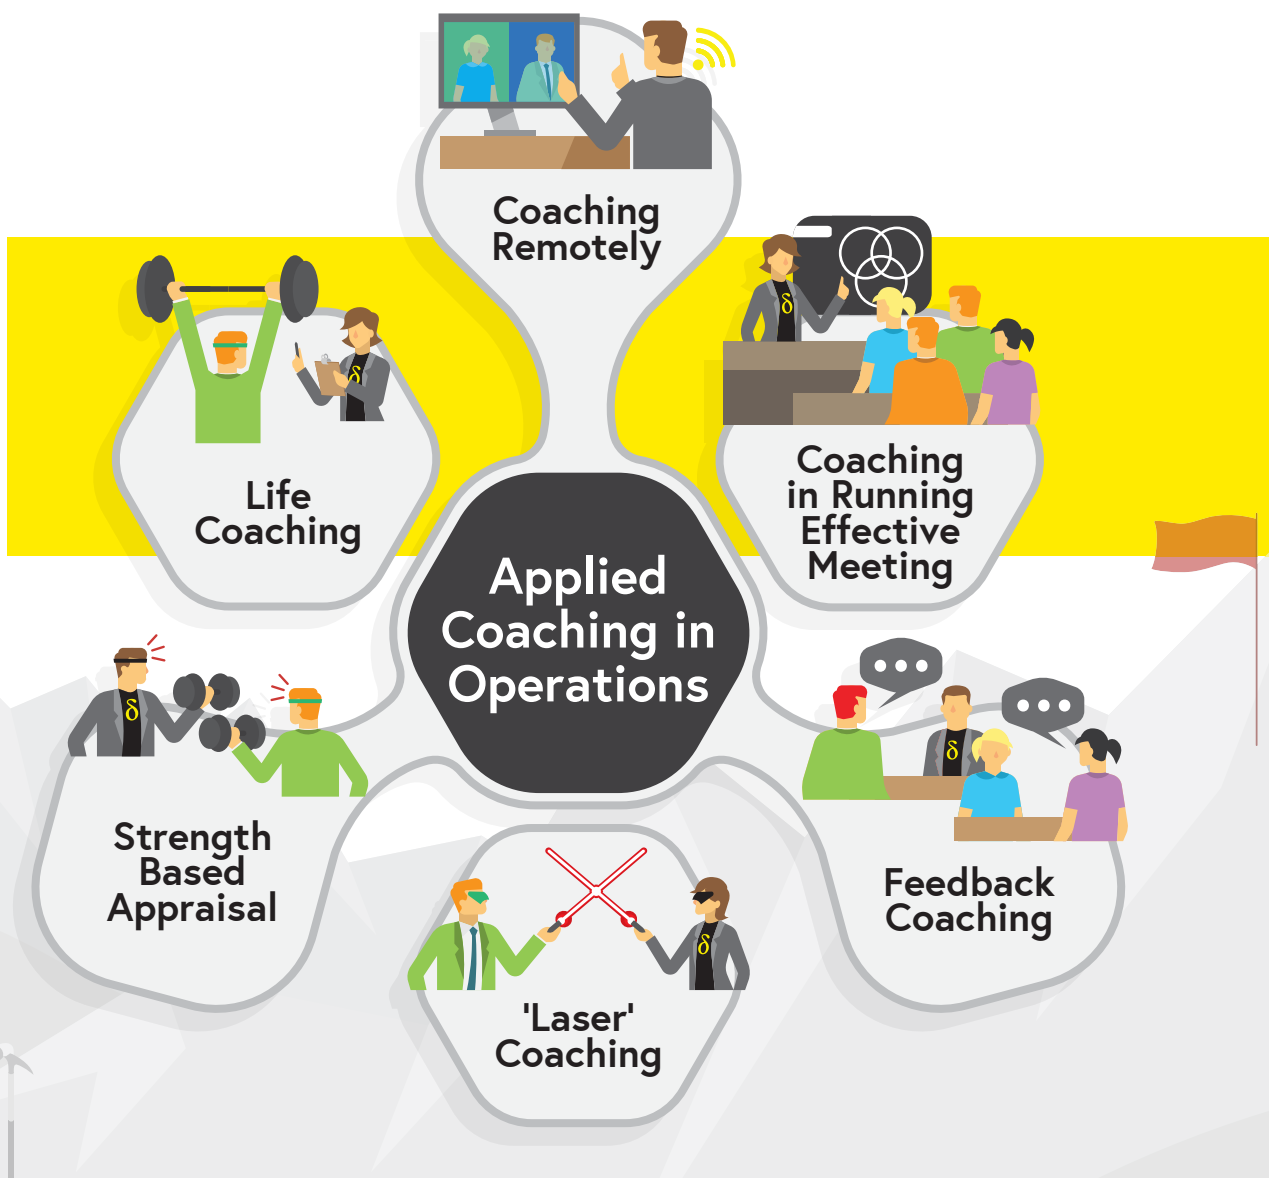 Coaching
Remotely
Life
Coaching
Coaching
in Running
Effective
Meeting
Applied
Coaching in
Operations
Strength
Based
Appraisal
Feedback
Coaching
'Laser'
Coaching
δ
δ
δ
δ
δ